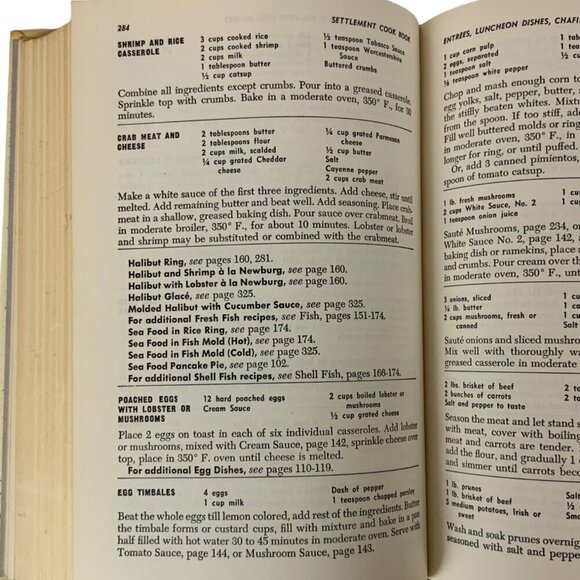 284 SETTLEMENT COOK BOOK
SHRIMP AND RICE CASSEROLE
3 cups cooked rice
2 cups cooked shrimp
2 cups milk
1 tablespoon butter
½ cup catsup
½ teaspoon Tabasco Sauce
1 teaspoon Worcestershire
Sauce
Buttered crumbs
Combine all ingredients except crumbs. Pour into a greased casserole.
Sprinkle top with crumbs. Bake in a moderate oven, 350° F., for 30
minutes.
CRAB MEAT AND
CHEESE
2 tablespoons butter
2 tablespoons flour
2 cups milk, scalded
¼ cup grated Cheddar
cheese
¼ cup grated Parmesan
cheese
½ cup butter
Salt
Cayenne pepper
2 cups crab meat
Make a white sauce of the first three ingredients. Add cheese, stir until
melted. Add remaining butter and beat well. Add seasoning. Place crab-
meat in a shallow, greased baking dish. Pour sauce over crabmeat. Broil
in moderate broiler, 350° F., for about 10 minutes. Lobster or lobster
and shrimp may be substituted or combined with the crabmeat.
Halibut Ring, see pages 160, 281.
Halibut and Shrimp à la Newburg, see page 160.
Halibut with Lobster à la Newburg, see page 160.
Halibut Glacé, see page 325.
Molded Halibut with Cucumber Sauce, see page 325.
For additional Fresh Fish recipes, see Fish, pages 151-174.
Sea Food in Rice Ring, see page 174.
Sea Food in Fish Mold (Hot), see page 174.
Sea Food in Fish Mold (Cold), see page 325.
Sea Food Pancake Pie, see page 102.
For additional Shell Fish recipes, see Shell Fish, pages 166-174.
POACHED EGGS
WITH LOBSTER OR
MUSHROOMS
12 hard poached eggs
Cream Sauce
2 cups boiled lobster or
mushrooms
½ cup grated cheese
Place 2 eggs on toast in each of six individual casseroles. Add lobster
or mushrooms, mixed with Cream Sauce, page 142, sprinkle cheese over
top, place in 350° F. oven until cheese is melted.
For additional Egg Dishes, see pages 110-119.
EGG TIMBALES
4 eggs
1 cup milk
Dash of pepper
1 teaspoon chopped parsley
Beat the whole eggs till lemon colored, add rest of the ingredients. Butter
the timbale forms or custard cups, fill with mixture and bake in a pan
half filled with hot water 30 to 45 minutes in moderate oven. Serve with
Tomato Sauce, page 144, or Mushroom Sauce, page 143.
ENTREES, LUNCHEON DISHES, CHAFI
1 cup corn pulp
2 eggs, separated
1 teaspoon salt
⅛ teaspoon white pepper
Chop and mash enough corn to
egg yolks, salt, pepper, butter,
the stiffly beaten whites. Mixture
from the spoon. If too stiff, add
Fill well buttered molds or ring
in moderate oven, 350° F., in
longer for ring, or until puffed.
Or, add 3 canned pimientos,
spoon of tomato catsup.
1 lb. fresh mushrooms
2 cups White Sauce, No. 2
1 teaspoon onion juice
Sauté Mushrooms, page 234, or
White Sauce No. 2, page 142,
baking dish or ramekins, place
and crumbs. Pour cream over the
in moderate oven, 350° F., until
3 onions, sliced
¼ cup butter
2 cups mushrooms, fresh or
canned
1 cup
1 cup
Salt
Sauté onions and sliced mushrooms
Mix well with thoroughly
greased casserole in moderate
2 lbs. brisket of beef
2 bunches of carrots
Salt and pepper to taste
Season the meat and let stand
with meat, cover with boiling
meat and carrots are tender.
add the flour, and gradually 1
and simmer until carrots become
1 lb. prunes
1 lb. brisket of beef
5 medium potatoes, Irish or
sweet
Wash and soak prunes overnight
seasoned with salt and